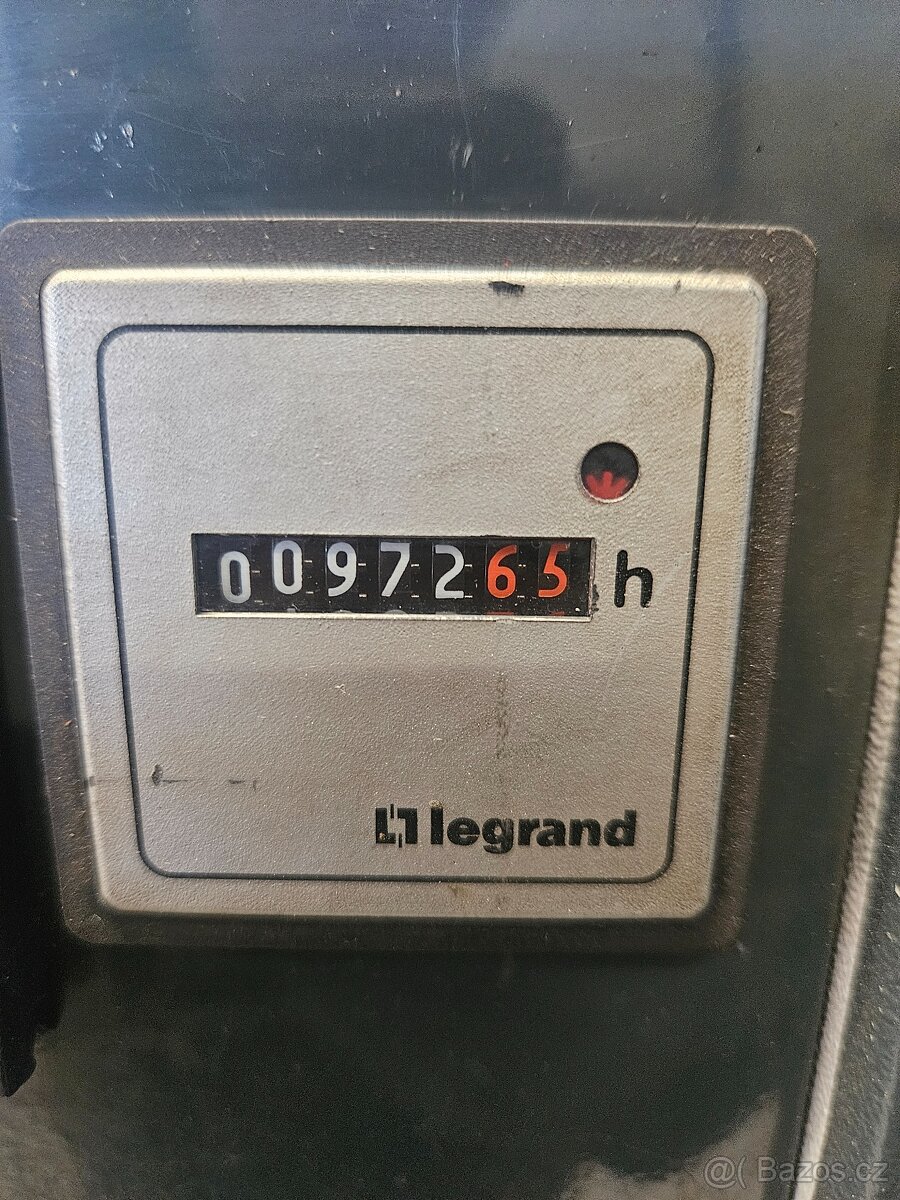 0097265 h
legrand
@( Bazos.cz